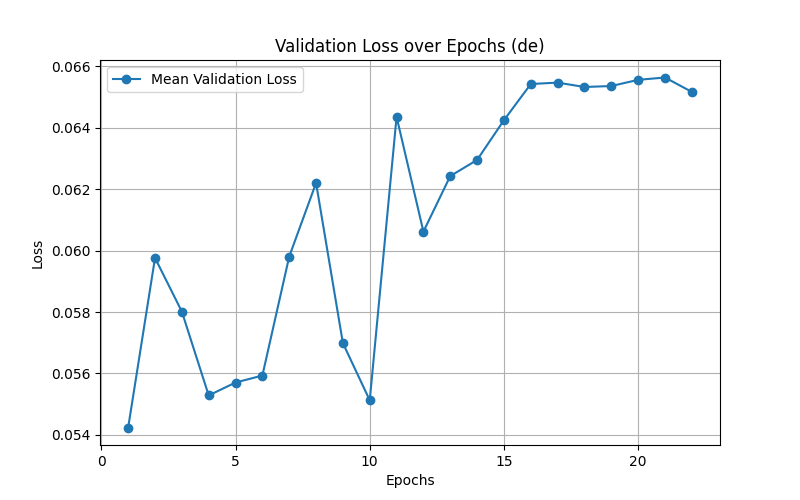 Validation Loss over Epochs (de)
Mean Validation Loss
0.066
0.064
0.062
0.060
0.058
0.056
0.054
Loss
0 5 10 15 20
Epochs